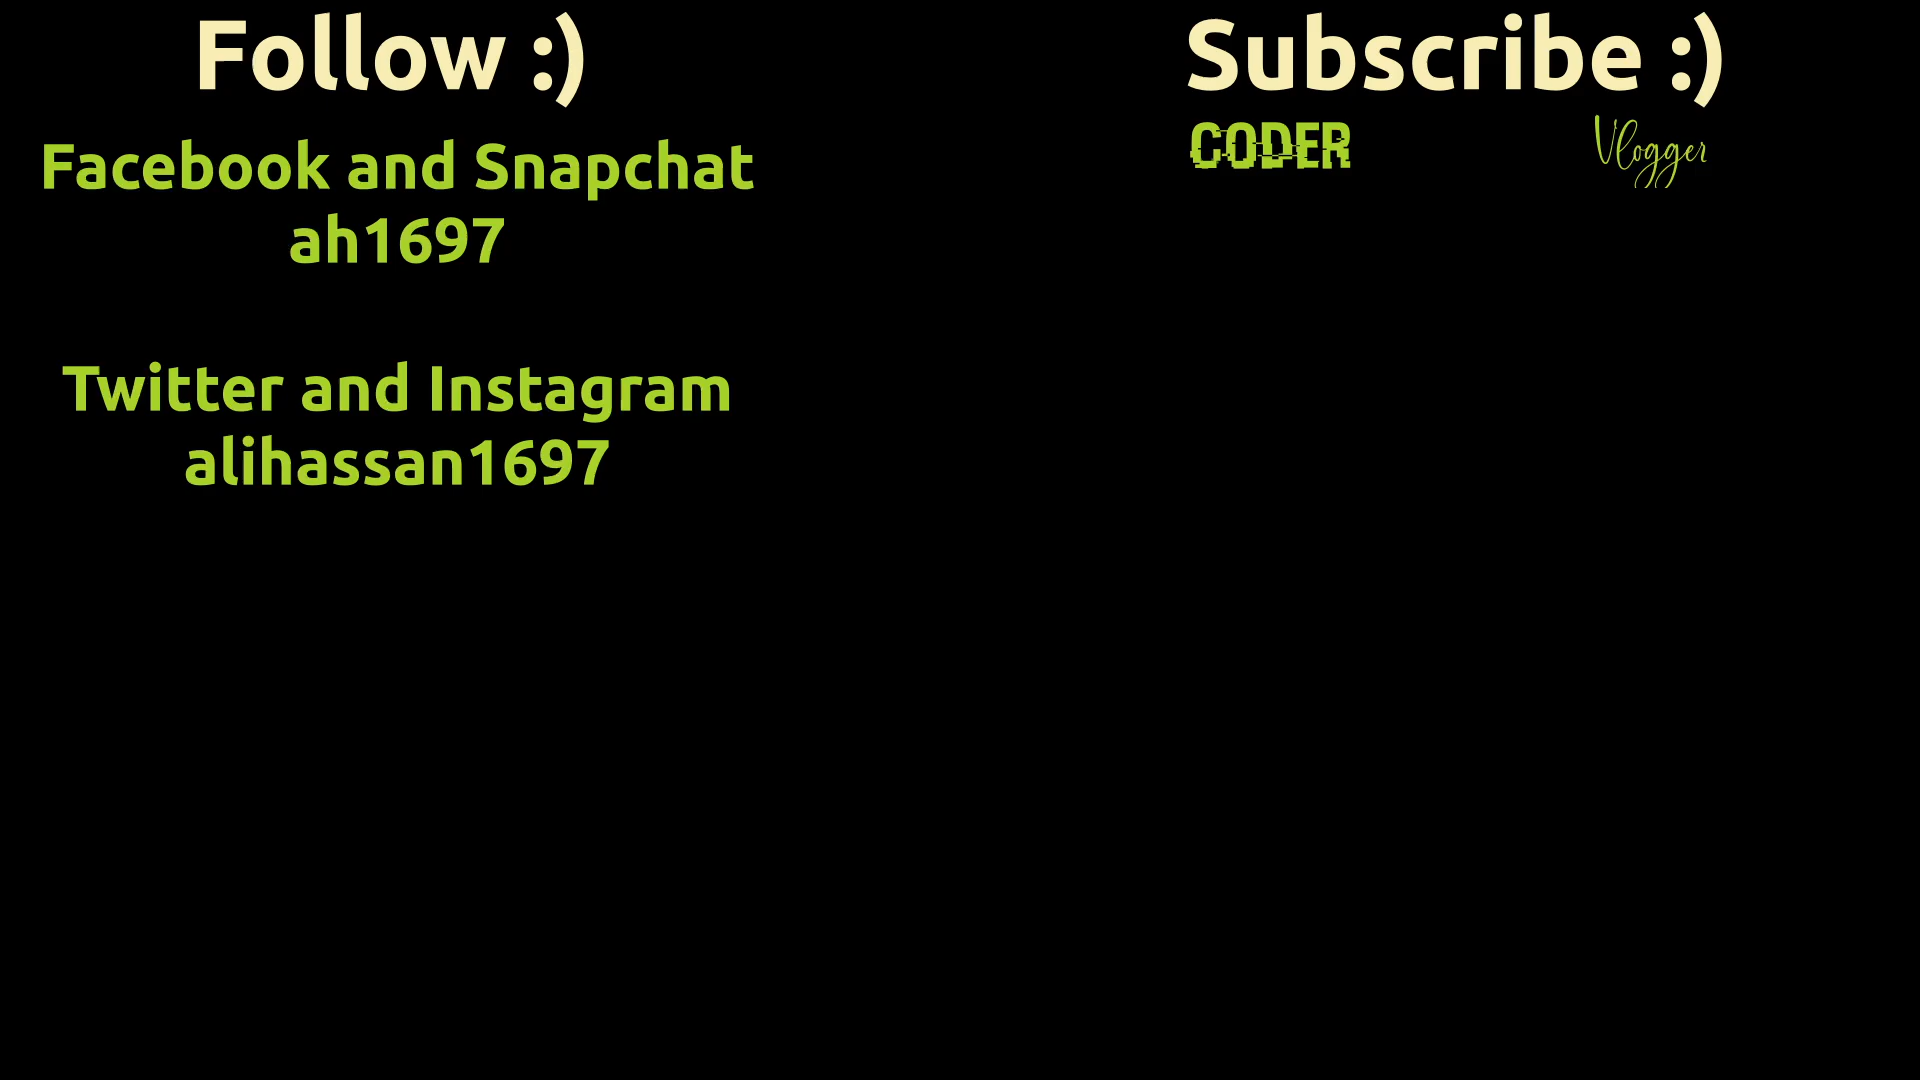 Follow :)
Facebook and Snapchat
ah1697
Twitter and Instagram
alihassan1697
Subscribe :)
CODER
Vlogger